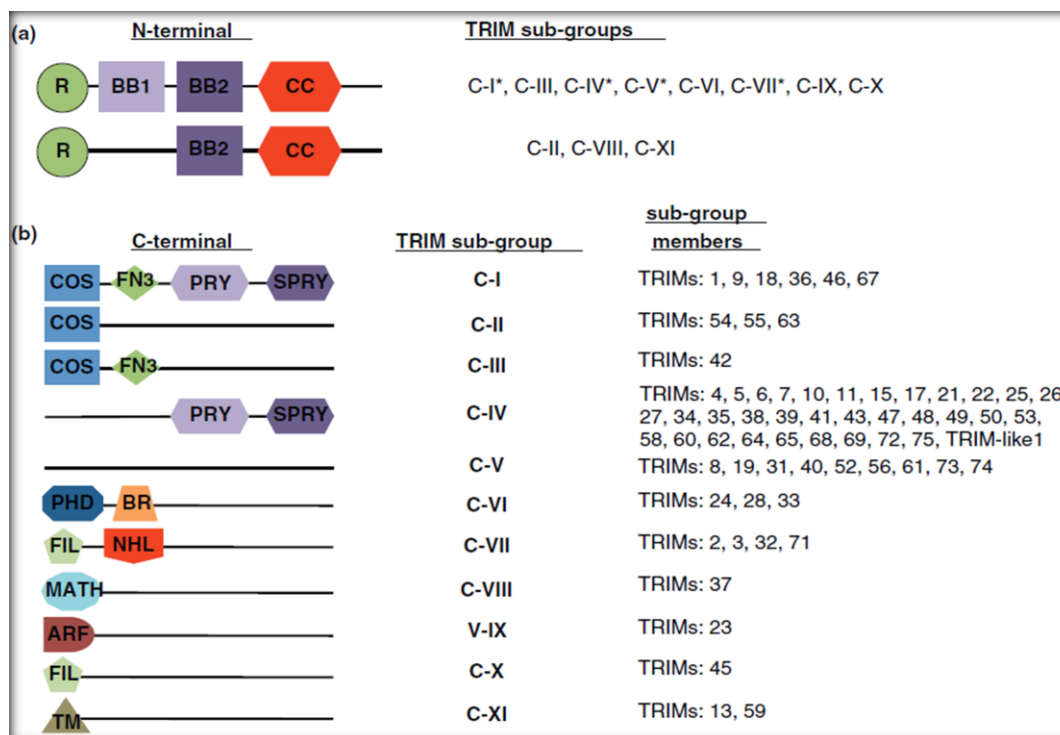 (a) N-terminal TRIM sub-groups
R BB1 BB2 CC C-I*, C-III, C-IV*, C-V*, C-VI, C-VII*, C-IX, C-X
R BB2 CC C-II, C-VIII, C-XI
(b) C-terminal TRIM sub-group sub-group members
COS FN3 PRY SPRY C-I TRIMs: 1, 9, 18, 36, 46, 67
COS C-II TRIMs: 54, 55, 63
COS FN3 C-III TRIMs: 42
PRY SPRY C-IV TRIMs: 4, 5, 6, 7, 10, 11, 15, 17, 21, 22, 25, 26
27, 34, 35, 38, 39, 41, 43, 47, 48, 49, 50, 53,
58, 60, 62, 64, 65, 68, 69, 72, 75, TRIM-like1
C-V TRIMs: 8, 19, 31, 40, 52, 56, 61, 73, 74
PHD BR C-VI TRIMs: 24, 28, 33
FIL NHL C-VII TRIMs: 2, 3, 32, 71
MATH C-VIII TRIMs: 37
ARF V-IX TRIMs: 23
FIL C-X TRIMs: 45
TM C-XI TRIMs: 13, 59